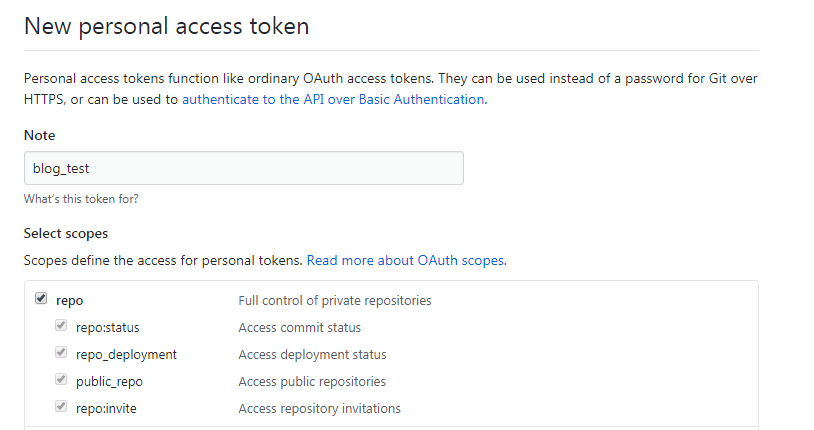 New personal access token
Personal access tokens function like ordinary OAuth access tokens. They can be used instead of a password for Git over
HTTPS, or can be used to authenticate to the API over Basic Authentication.
Note
blog_test
What's this token for?
Select scopes
Scopes define the access for personal tokens. Read more about OAuth scopes.
repo Full control of private repositories
repo:status Access commit status
repo_deployment Access deployment status
public_repo Access public repositories
repo:invite Access repository invitations